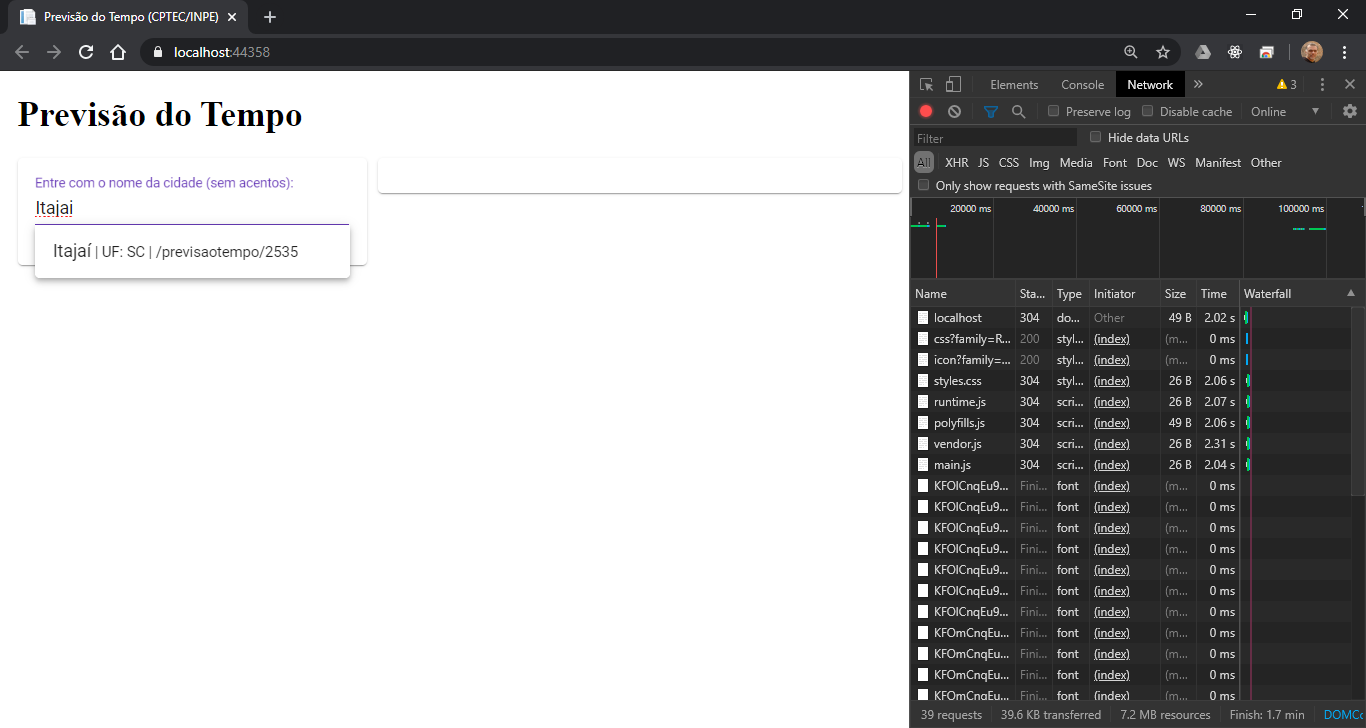 Previsão do Tempo (CPTEC/INPE)
localhost:44358
Previsão do Tempo
Entre com o nome da cidade (sem acentos):
Itajai
Itajaí | UF: SC | /previsaotempo/2535
Elements Console Network » 3
Preserve log Disable cache Online
Filter Hide data URLs
All XHR JS CSS Img Media Font Doc WS Manifest Other
Only show requests with SameSite issues
20000 ms 40000 ms 60000 ms 80000 ms 100000 ms
Name Sta... Type Initiator Size Time Waterfall
localhost 304 do... Other 49 B 2.02 s
css?family=R... 200 styl... (index) (m... 0 ms
icon?family=... 200 styl... (index) (m... 0 ms
styles.css 304 styl... (index) 26 B 2.06 s
runtime.js 304 scri... (index) 26 B 2.07 s
polyfills.js 304 scri... (index) 49 B 2.06 s
vendor.js 304 scri... (index) 26 B 2.31 s
main.js 304 scri... (index) 26 B 2.04 s
KFOlCnqEu9... Fini... font (index) (m... 0 ms
KFOlCnqEu9... Fini... font (index) (m... 0 ms
KFOlCnqEu9... Fini... font (index) (m... 0 ms
KFOlCnqEu9... Fini... font (index) (m... 0 ms
KFOlCnqEu9... Fini... font (index) (m... 0 ms
KFOlCnqEu9... Fini... font (index) (m... 0 ms
KFOlCnqEu9... Fini... font (index) (m... 0 ms
KFOmCnqEu... Fini... font (index) (m... 0 ms
KFOmCnqEu... Fini... font (index) (m... 0 ms
KFOmCnqEu... Fini... font (index) (m... 0 ms
KFOmCnqEu... Fini... font (index) (m... 0 ms
39 requests 39.6 KB transferred 7.2 MB resources Finish: 1.7 min DOMCo